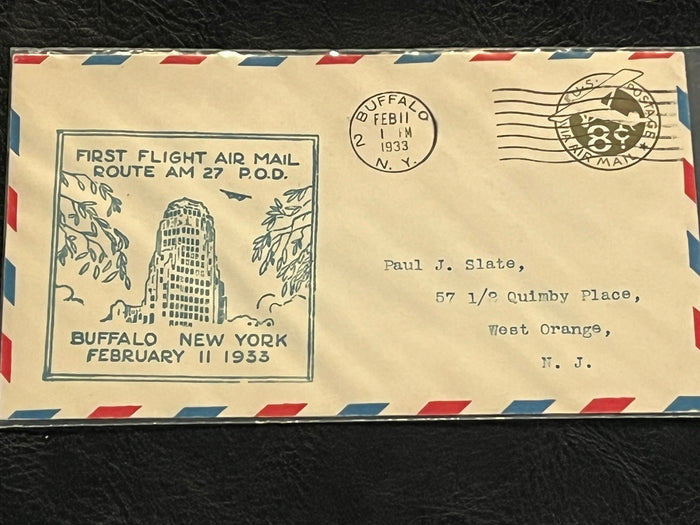 FIRST FLIGHT AIR MAIL
ROUTE AM 27 P.O.D.
BUFFALO NEW YORK
FEBRUARY 11 1933
BUFFALO
FEB 11
2
1933
N. Y.
U.S. POSTAGE
8¢
VIA AIR MAIL
Paul J. Slate,
57 1/2 Quimby Place,
West Orange,
N. J.